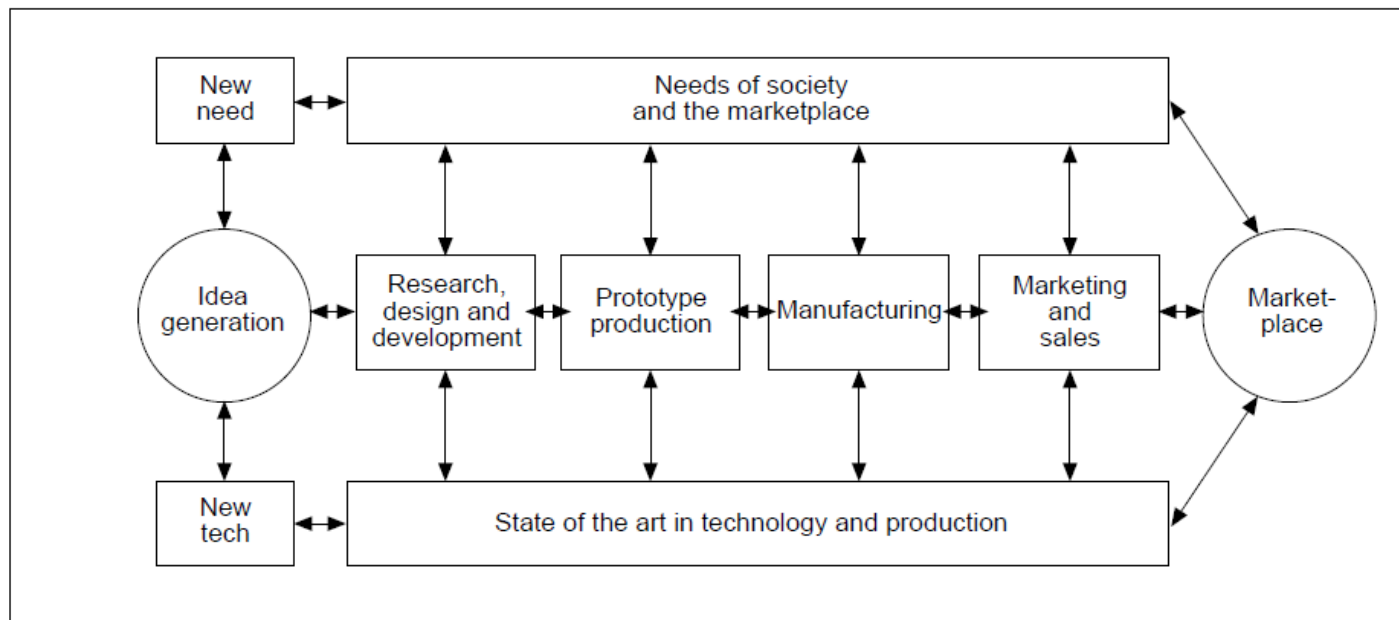 New
need
Needs of society
and the marketplace
Idea
generation
Research,
design and
development
Prototype
production
Manufacturing
Marketing
and
sales
Market-
place
New
tech
State of the art in technology and production